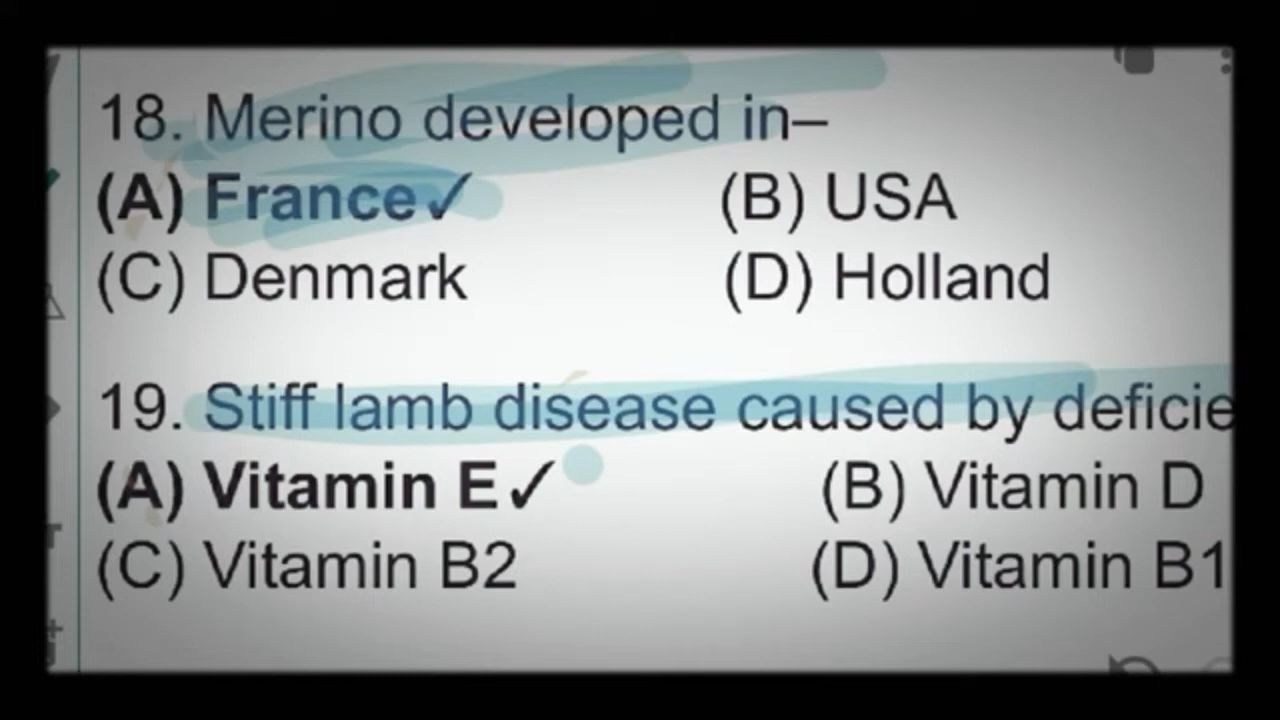 18. Merino developed in–
(A) France✓ (B) USA
(C) Denmark (D) Holland
19. Stiff lamb disease caused by deficie
(A) Vitamin E✓ (B) Vitamin D
(C) Vitamin B2 (D) Vitamin B1